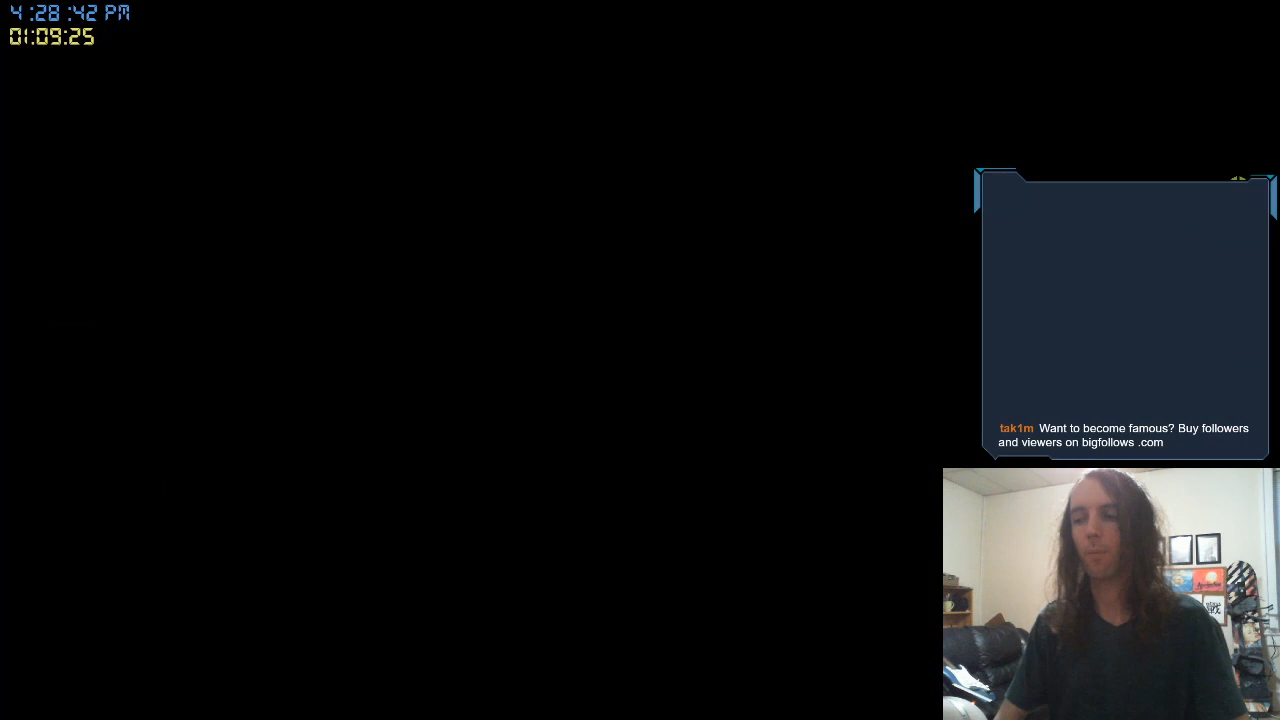 4:28:42 PM
01:09:25
tak1m Want to become famous? Buy followers
and viewers on bigfollows .com
戦